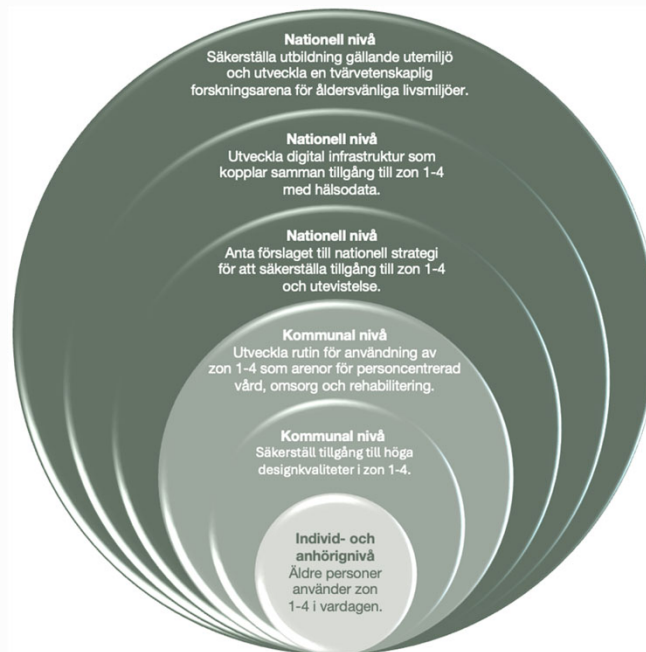 Nationell nivå
Säkerställa utbildning gällande utemiljö
och utveckla en tvärvetenskaplig
forskningsarena för åldersvänliga livsmiljöer.
Nationell nivå
Utveckla digital infrastruktur som
kopplar samman tillgång till zon 1-4
med hälsodata.
Nationell nivå
Anta förslaget till nationell strategi
för att säkerställa tillgång till zon 1-4
och utevistelse.
Kommunal nivå
Utveckla rutin för användning av
zon 1-4 som arenor för personcentrerad
vård, omsorg och rehabilitering.
Kommunal nivå
Säkerställ tillgång till höga
designkvaliteter i zon 1-4.
Individ- och
anhörignivå
Äldre personer
använder zon
1-4 i vardagen.